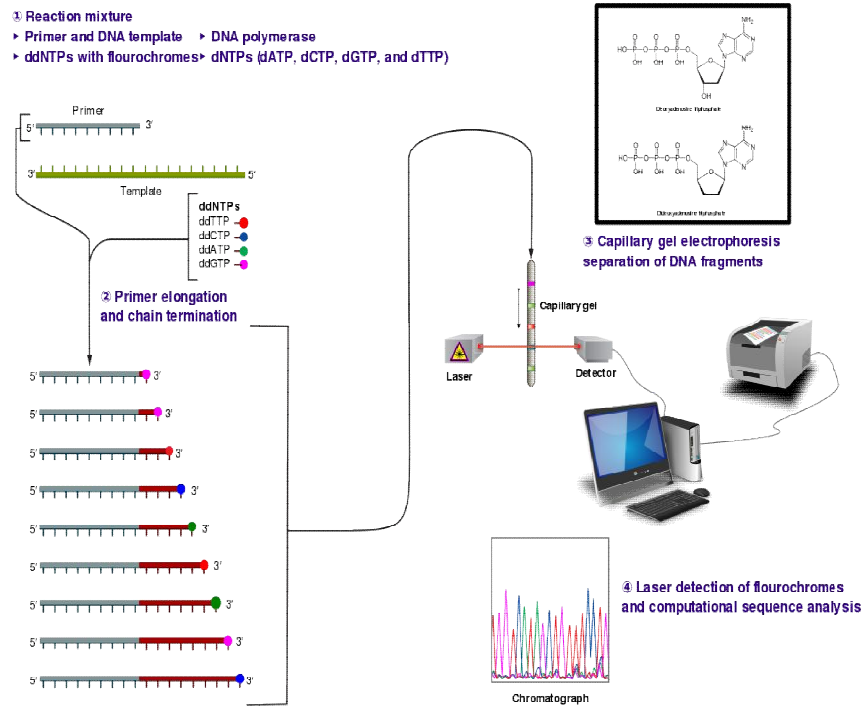 ① Reaction mixture
▸ Primer and DNA template ▸ DNA polymerase
▸ ddNTPs with flourochromes ▸ dNTPs (dATP, dCTP, dGTP, and dTTP)
Primer
5' 3'
3' 5'
Template
ddNTPs
ddTTP
ddCTP
ddATP
ddGTP
② Primer elongation
and chain termination
5' 3'
5' 3'
5' 3'
5' 3'
5' 3'
5' 3'
5' 3'
5' 3'
5' 3'
NH₂
O O O
HO P O P O P O
OH OH OH
N N N N
O
OH
NH₂
O O O
HO P O P O P O
OH OH OH
N N N N
O
③ Capillary gel electrophoresis
separation of DNA fragments
Capillary gel
Laser
Detector
④ Laser detection of flourochromes
and computational sequence analysis
Chromatograph